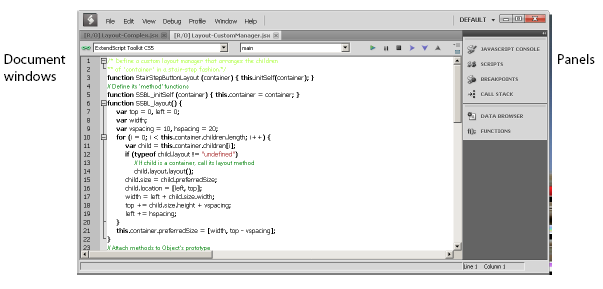 File Edit View Debug Profile Window Help DEFAULT
[R/O] Layout-Complex.jsx [R/O] Layout-CustomManager.jsx
Document windows
Panels
ExtendScript Toolkit CS5 main
1 /* Define a custom layout manager that arranges the children
2 ** of 'container' in a stair-step fashion.*/
3 function StairStepButtonLayout (container) { this.initSelf(container); }
4 // Define its 'method' functions
5 function SSBL_initSelf (container) { this.container = container; }
6 function SSBL_layout() {
7 var top = 0, left = 0;
8 var width;
9 var vspacing = 10, hspacing = 20;
10 for (i = 0; i < this.container.children.length; i++) {
11 var child = this.container.children[i];
12 if (typeof child.layout != "undefined")
13 // If child is a container, call its layout method
14 child.layout.layout();
15 child.size = child.preferredSize;
16 child.location = [left, top];
17 width = left + child.size.width;
18 top += child.size.height + vspacing;
19 left += hspacing;
20 }
21 this.container.preferredSize = [width, top - vspacing];
22 }
23 // Attach methods to Object's prototype
JAVASCRIPT CONSOLE
SCRIPTS
BREAKPOINTS
CALL STACK
DATA BROWSER
FUNCTIONS
Line 1 Column 1